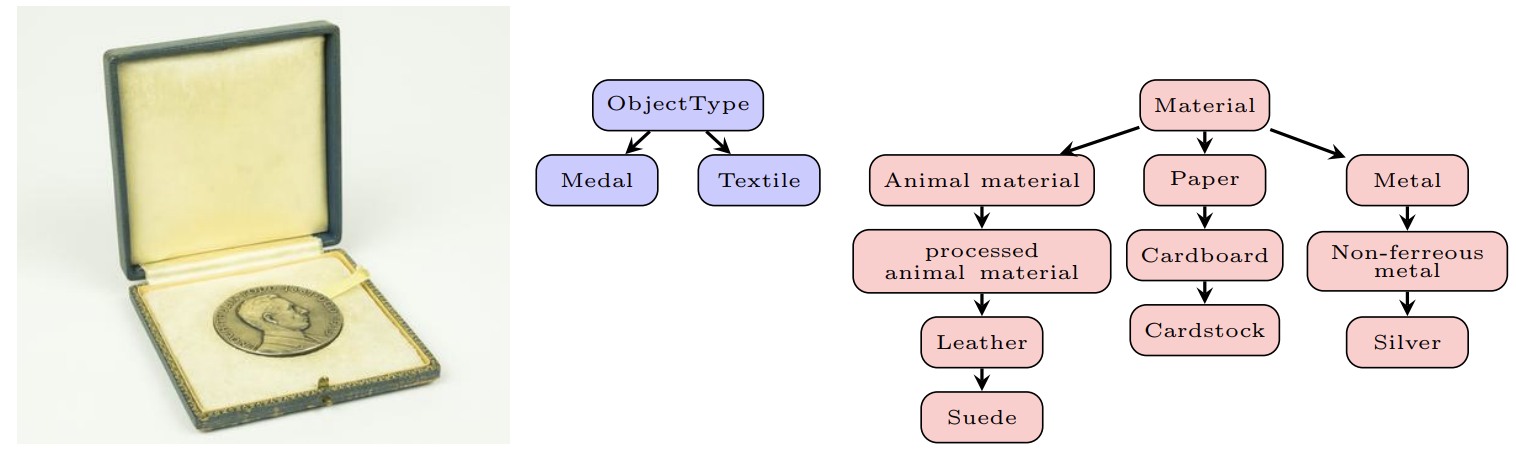 ObjectType
Medal
Textile
Material
Animal material
Paper
Metal
processed
animal material
Cardboard
Non-ferreous
metal
Leather
Cardstock
Silver
Suede